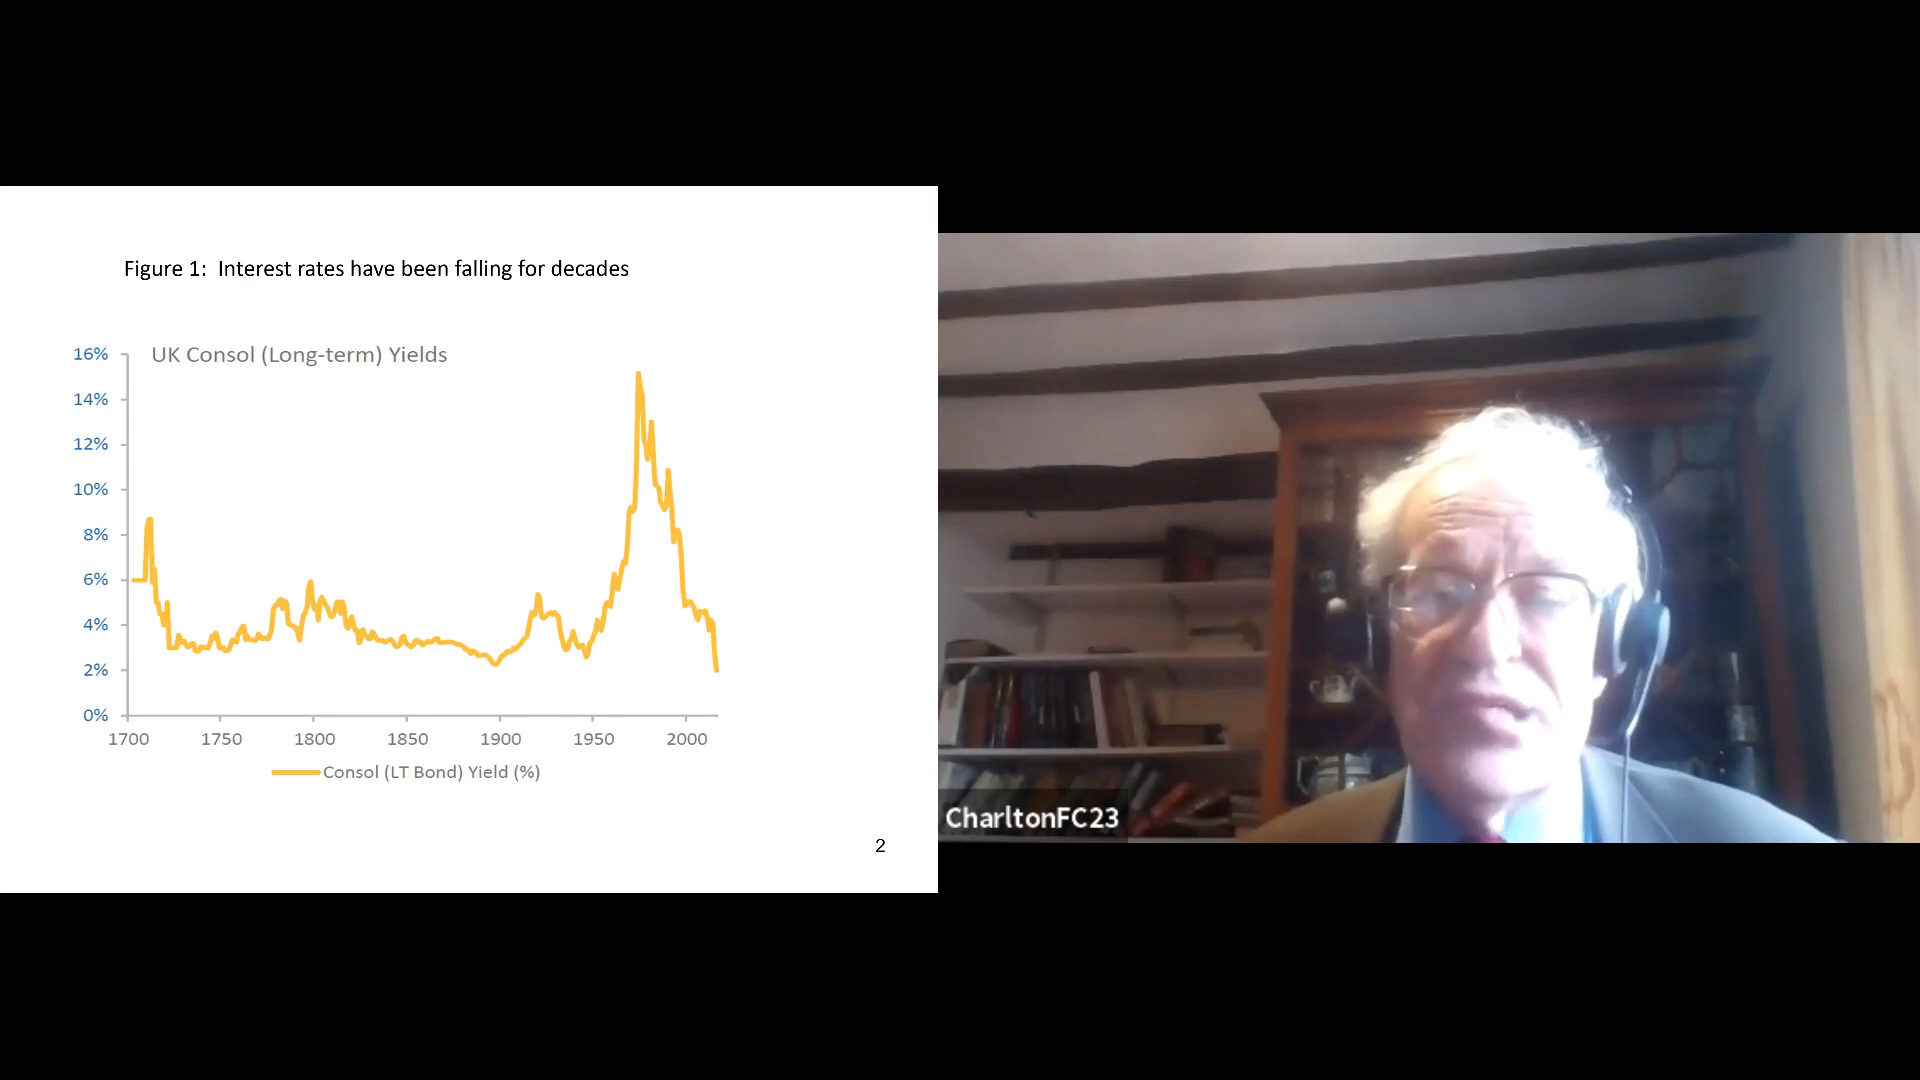 Figure 1:  Interest rates have been falling for decades
UK Consol (Long-term) Yields
16%
14%
12%
10%
8%
6%
4%
2%
0%
1700 1750 1800 1850 1900 1950 2000
Consol (LT Bond) Yield (%)
2
CharltonFC23